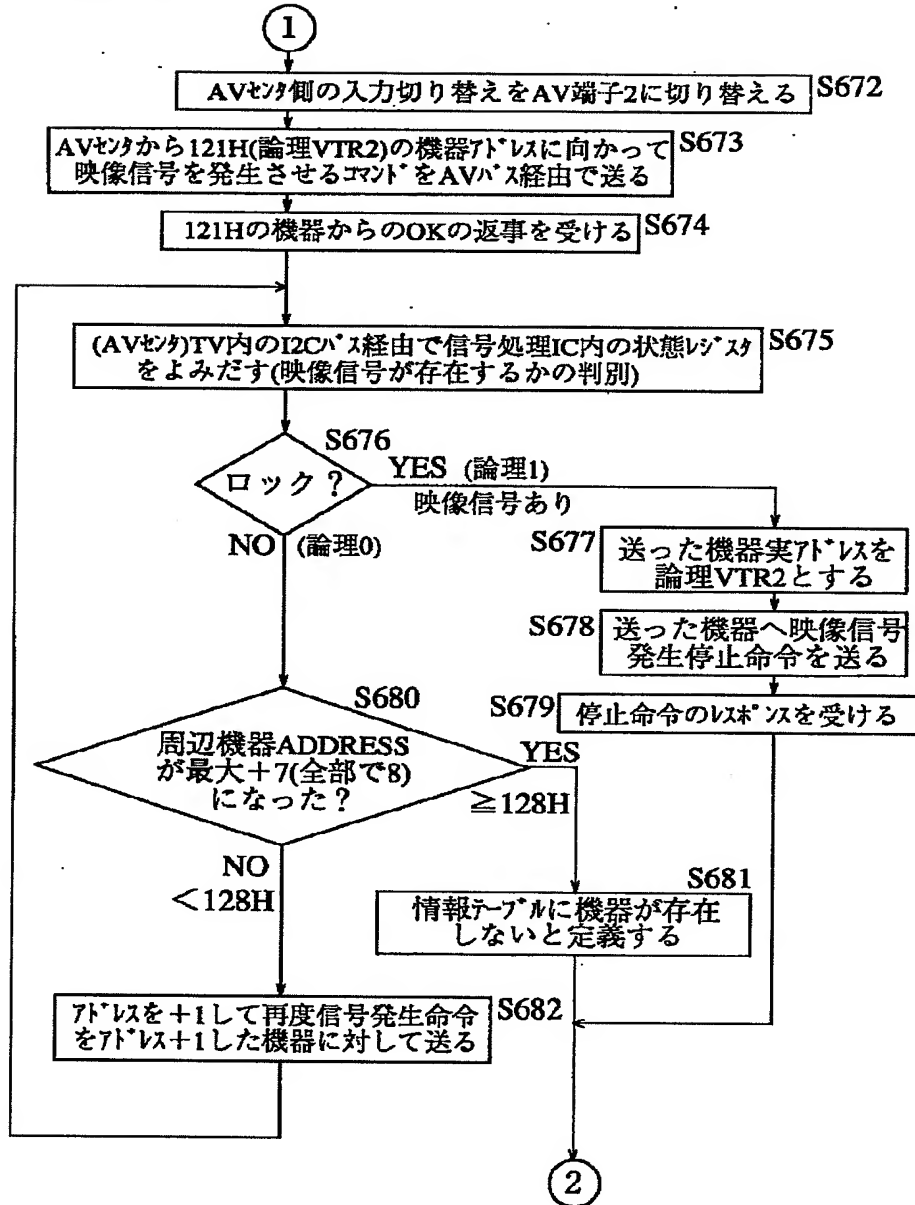 1
AVセンタ側の入力切り替えをAV端子2に切り替える
S672
AVセンタから121H(論理VTR2)の機器アドレスに向かって
映像信号を発生させるコマンドをAVバス経由で送る
S673
121Hの機器からのOKの返事を受ける
S674
(AVセンタ)TV内のI2Cバス経由で信号処理IC内の状態レジスタ
をよみだす(映像信号が存在するかの判別)
S675
S676
ロック?
YES (論理1)
映像信号あり
NO (論理0)
S677
送った機器実アドレスを
論理VTR2とする
S678
送った機器へ映像信号
発生停止命令を送る
S679
停止命令のレスポンスを受ける
S680
周辺機器ADDRESS
が最大+7(全部で8)
になった?
YES
≧128H
NO
<128H
S681
情報テーブルに機器が存在
しないと定義する
アドレスを+1して再度信号発生命令
をアドレス+1した機器に対して送る
S682
2